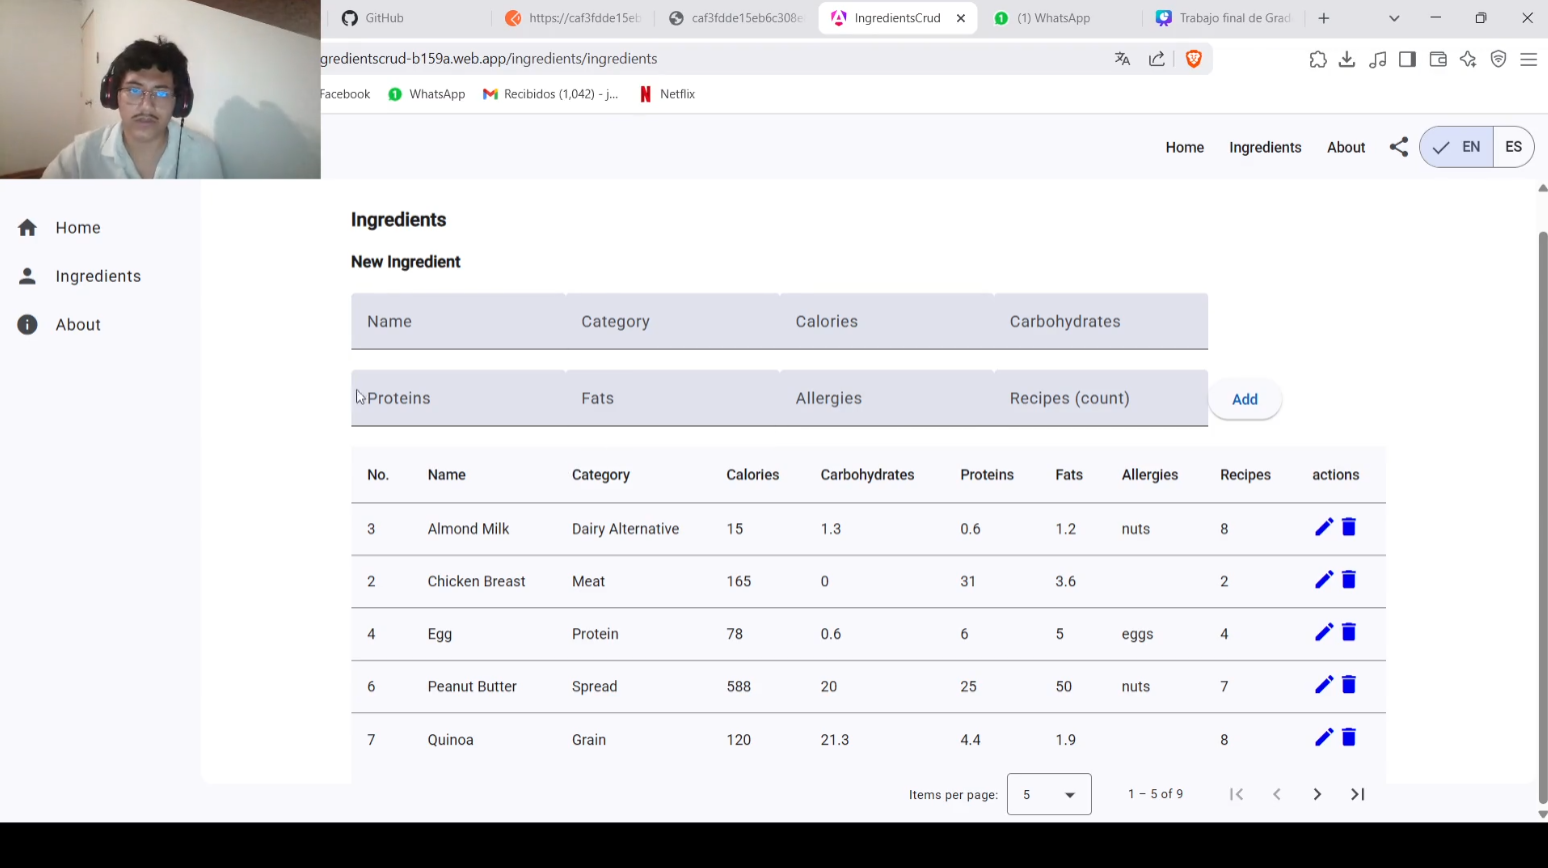 GitHub https://caf3fdde15eb caf3fdde15eb6c308e IngredientsCrud (1) WhatsApp Trabajo final de Grad
gredientscrud-b159a.web.app/ingredients/ingredients
Facebook WhatsApp Recibidos (1,042) - j... Netflix
Home Ingredients About EN ES
Home
Ingredients
About
Ingredients
New Ingredient
Name Category Calories Carbohydrates
Proteins Fats Allergies Recipes (count) Add
No. Name Category Calories Carbohydrates Proteins Fats Allergies Recipes actions
3 Almond Milk Dairy Alternative 15 1.3 0.6 1.2 nuts 8
2 Chicken Breast Meat 165 0 31 3.6 2
4 Egg Protein 78 0.6 6 5 eggs 4
6 Peanut Butter Spread 588 20 25 50 nuts 7
7 Quinoa Grain 120 21.3 4.4 1.9 8
Items per page: 5 1 – 5 of 9